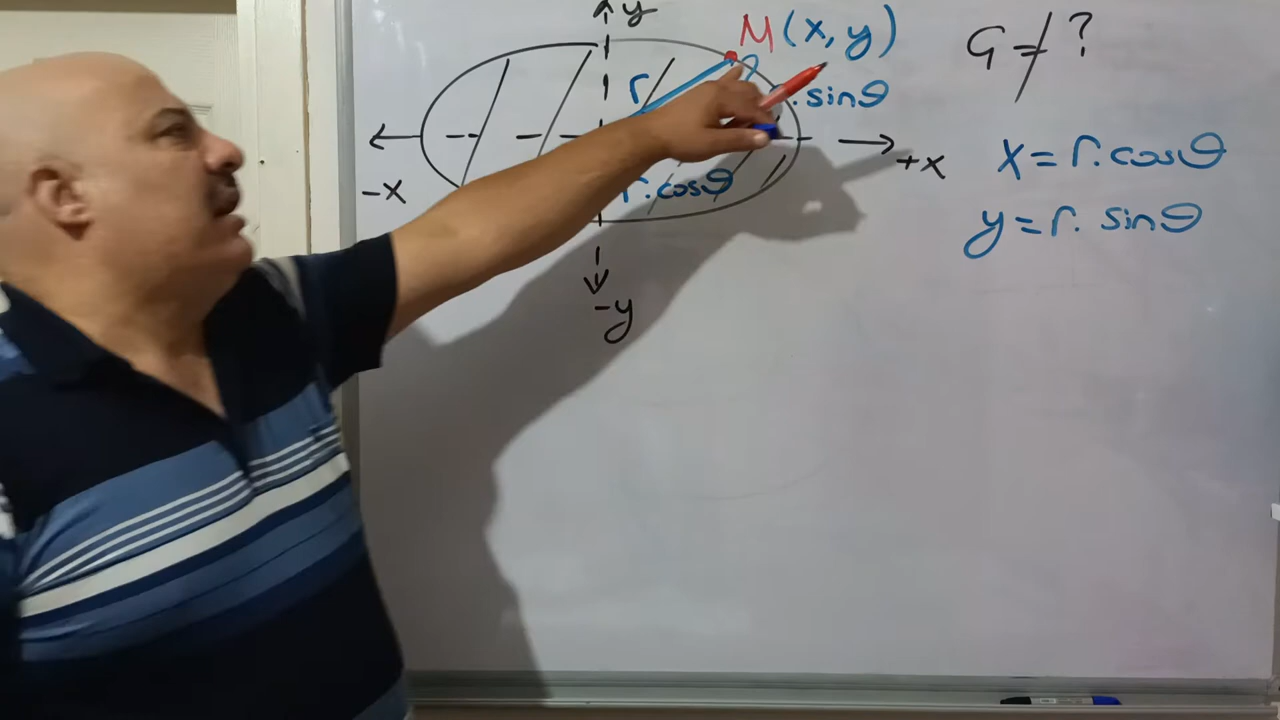 y
M(x, y)
G ≠ ?
r
r. sinθ
x = r. cosθ
+x
-x
r. cosθ
y = r. sinθ
-y